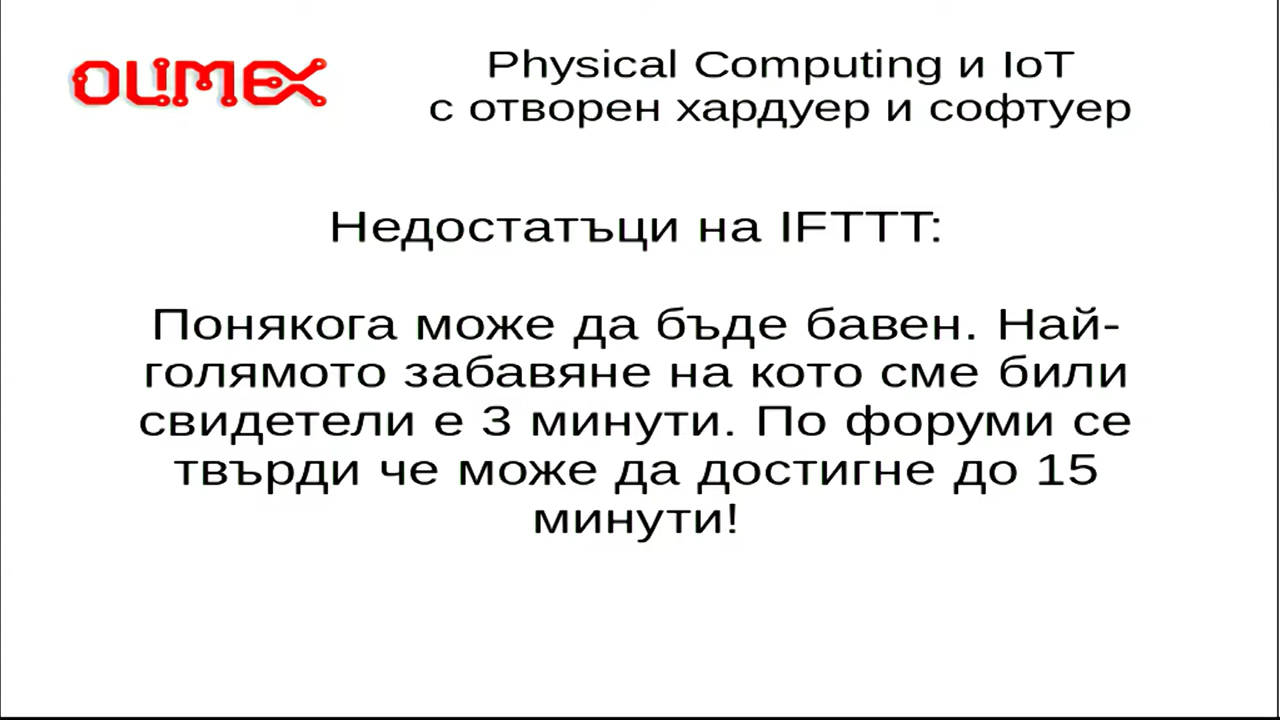 OLIMEX
Physical Computing и IoT
с отворен хардуер и софтуер
Недостатъци на IFTTT:
Понякога може да бъде бавен. Най-
голямото забавяне на кото сме били
свидетели е 3 минути. По форуми се
твърди че може да достигне до 15
минути!